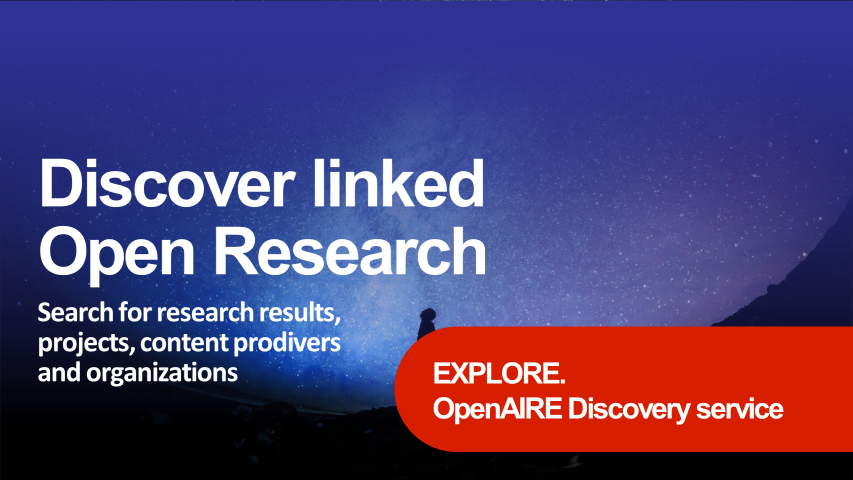 Discover linked
Open Research
Search for research results,
projects, content prodivers
and organizations
EXPLORE.
OpenAIRE Discovery service